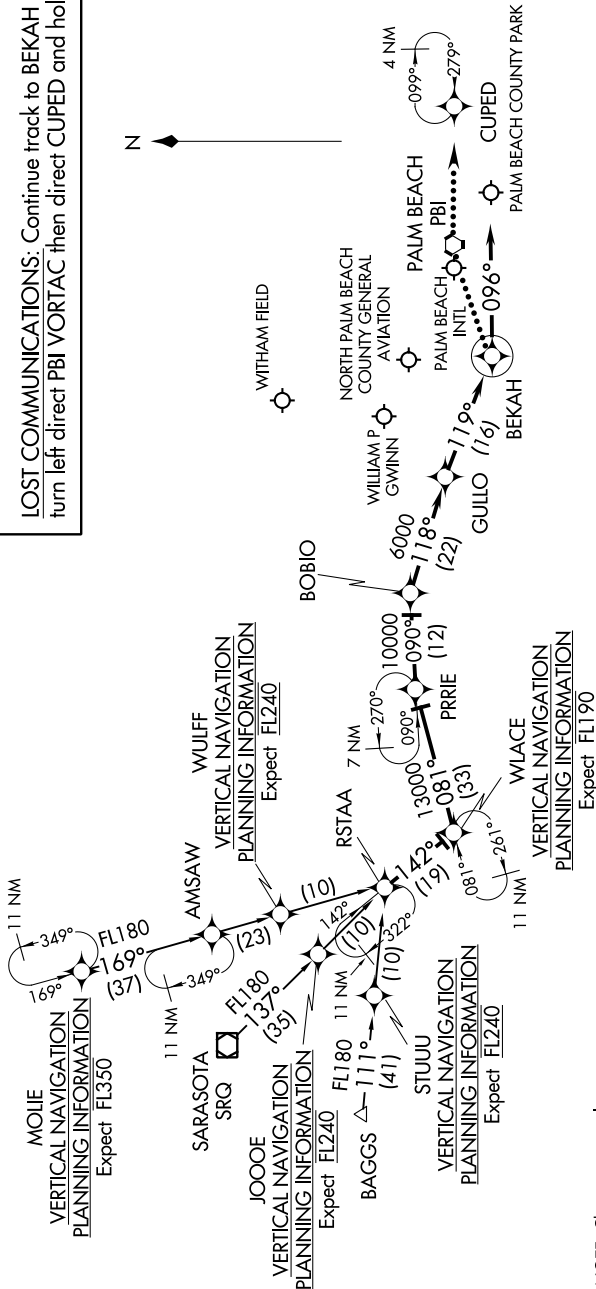 LOST COMMUNICATIONS: Continue track to BEKAH
turn left direct PBI VORTAC then direct CUPED and hol
N
MOLIE
VERTICAL NAVIGATION
PLANNING INFORMATION
Expect FL350
11 NM
169°
349°
FL180
169°
(37)
AMSAW
11 NM
349°
(23)
WULFF
VERTICAL NAVIGATION
PLANNING INFORMATION
Expect FL240
(10)
SARASOTA
SRQ
FL180
137°
(35)
JOOOE
VERTICAL NAVIGATION
PLANNING INFORMATION
Expect FL240
(10)
BAGGS
FL180
111°
(41)
STUUU
VERTICAL NAVIGATION
PLANNING INFORMATION
Expect FL240
(10)
RSTAA
11 NM
142°
322°
142°
(19)
WLACE
VERTICAL NAVIGATION
PLANNING INFORMATION
Expect FL190
081°
261°
11 NM
13000
081°
(33)
PRRIE
7 NM
270°
090°
10000
090°
(12)
BOBIO
6000
118°
(22)
GULLO
119°
(16)
BEKAH
096°
WITHAM FIELD
WILLIAM P
GWINN
NORTH PALM BEACH
COUNTY GENERAL
AVIATION
PALM BEACH
INTL
PALM BEACH
PBI
CUPED
4 NM
099°
279°
PALM BEACH COUNTY PARK